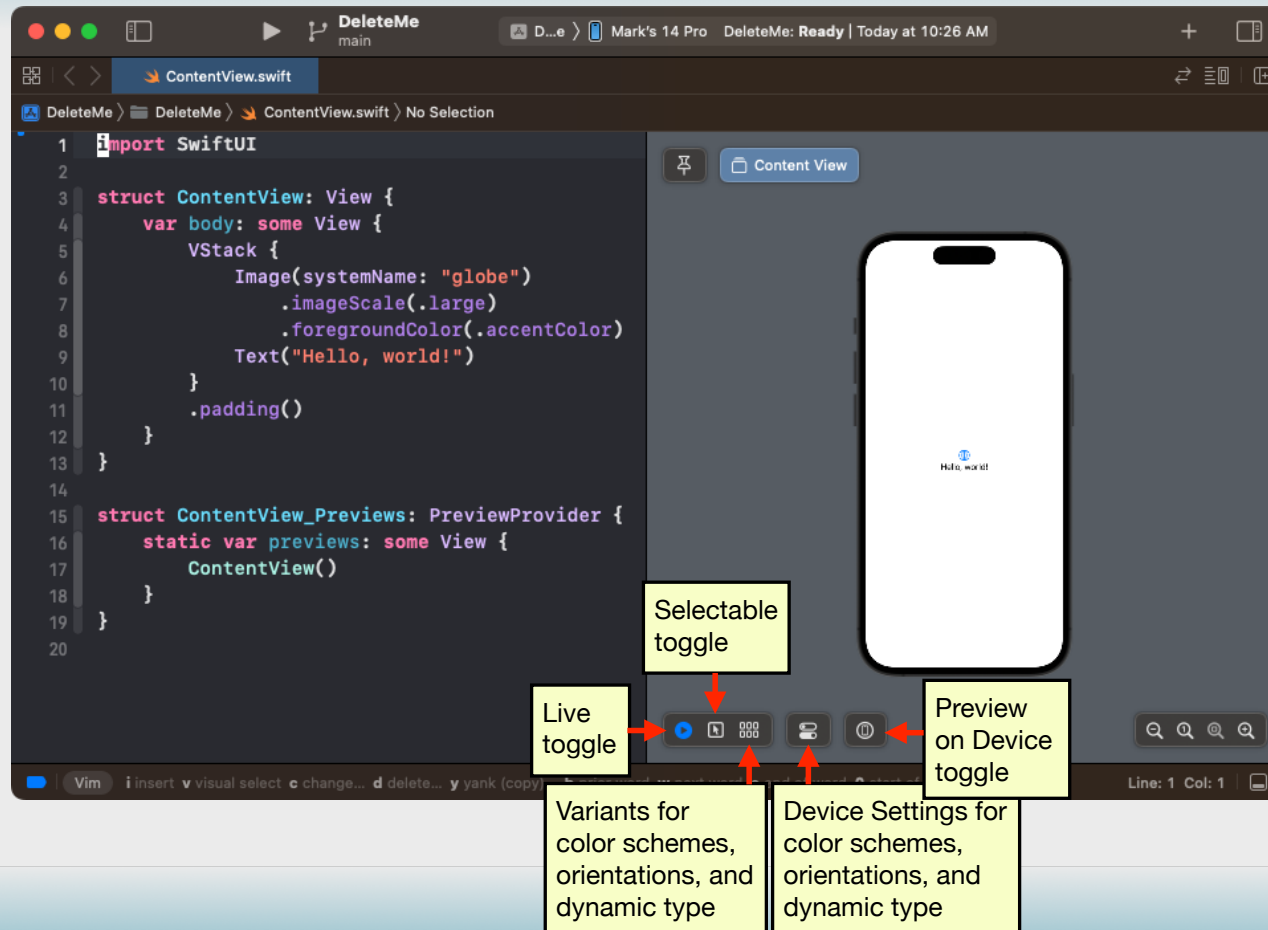 DeleteMe
main
D...e 〉 Mark's 14 Pro DeleteMe: Ready | Today at 10:26 AM
ContentView.swift
DeleteMe 〉 DeleteMe 〉 ContentView.swift 〉 No Selection
1 import SwiftUI
2
3 struct ContentView: View {
4 var body: some View {
5 VStack {
6 Image(systemName: "globe")
7 .imageScale(.large)
8 .foregroundColor(.accentColor)
9 Text("Hello, world!")
10 }
11 .padding()
12 }
13 }
14
15 struct ContentView_Previews: PreviewProvider {
16 static var previews: some View {
17 ContentView()
18 }
19 }
20
Content View
Hello, world!
Selectable
toggle
Live
toggle
Preview
on Device
toggle
Vim i insert v visual select c change... d delete... y yank (copy)
Line: 1 Col: 1
Variants for
color schemes,
orientations, and
dynamic type
Device Settings for
color schemes,
orientations, and
dynamic type